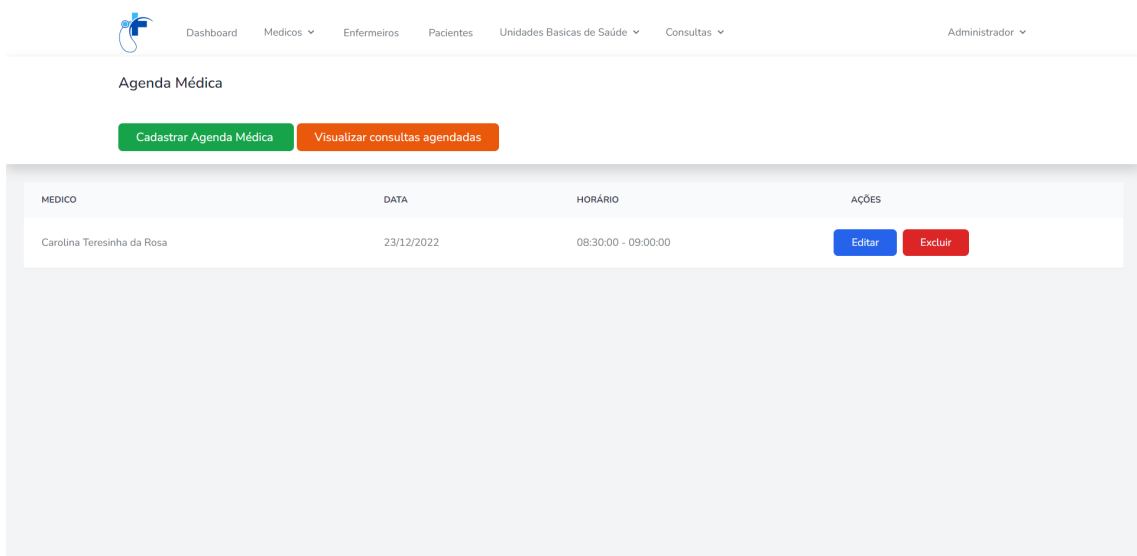 Dashboard Medicos Enfermeiros Pacientes Unidades Basicas de Saúde Consultas Administrador
Agenda Médica
Cadastrar Agenda Médica Visualizar consultas agendadas
MEDICO DATA HORÁRIO AÇÕES
Carolina Teresinha da Rosa 23/12/2022 08:30:00 - 09:00:00 Editar Excluir